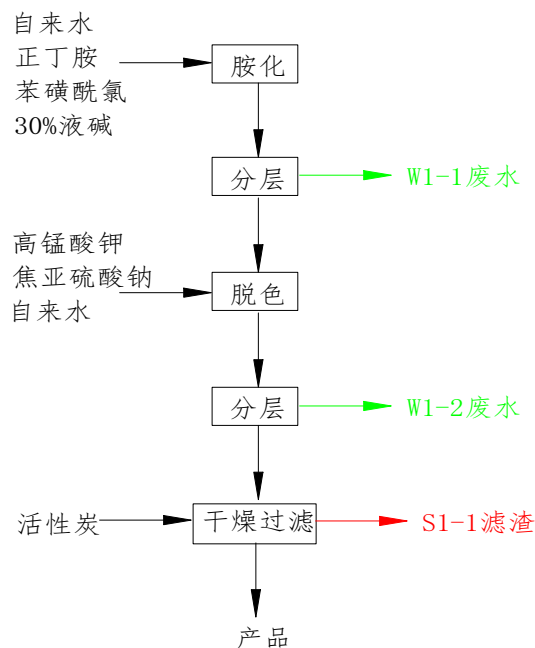 自来水
正丁胺
苯磺酰氯
30%液碱
胺化
分层
W1-1废水
高锰酸钾
焦亚硫酸钠
自来水
脱色
分层
W1-2废水
活性炭
干燥过滤
S1-1滤渣
产品